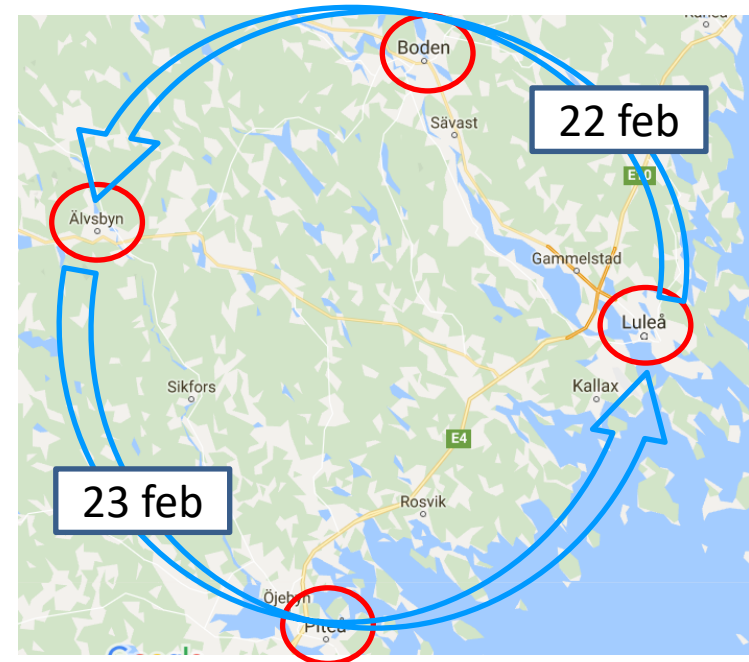 Boden
22 feb
Sävast
E10
Älvsbyn
Gammelstad
Luleå
Sikfors
Kallax
E4
23 feb
Rosvik
Öjebyn
Piteå
Google